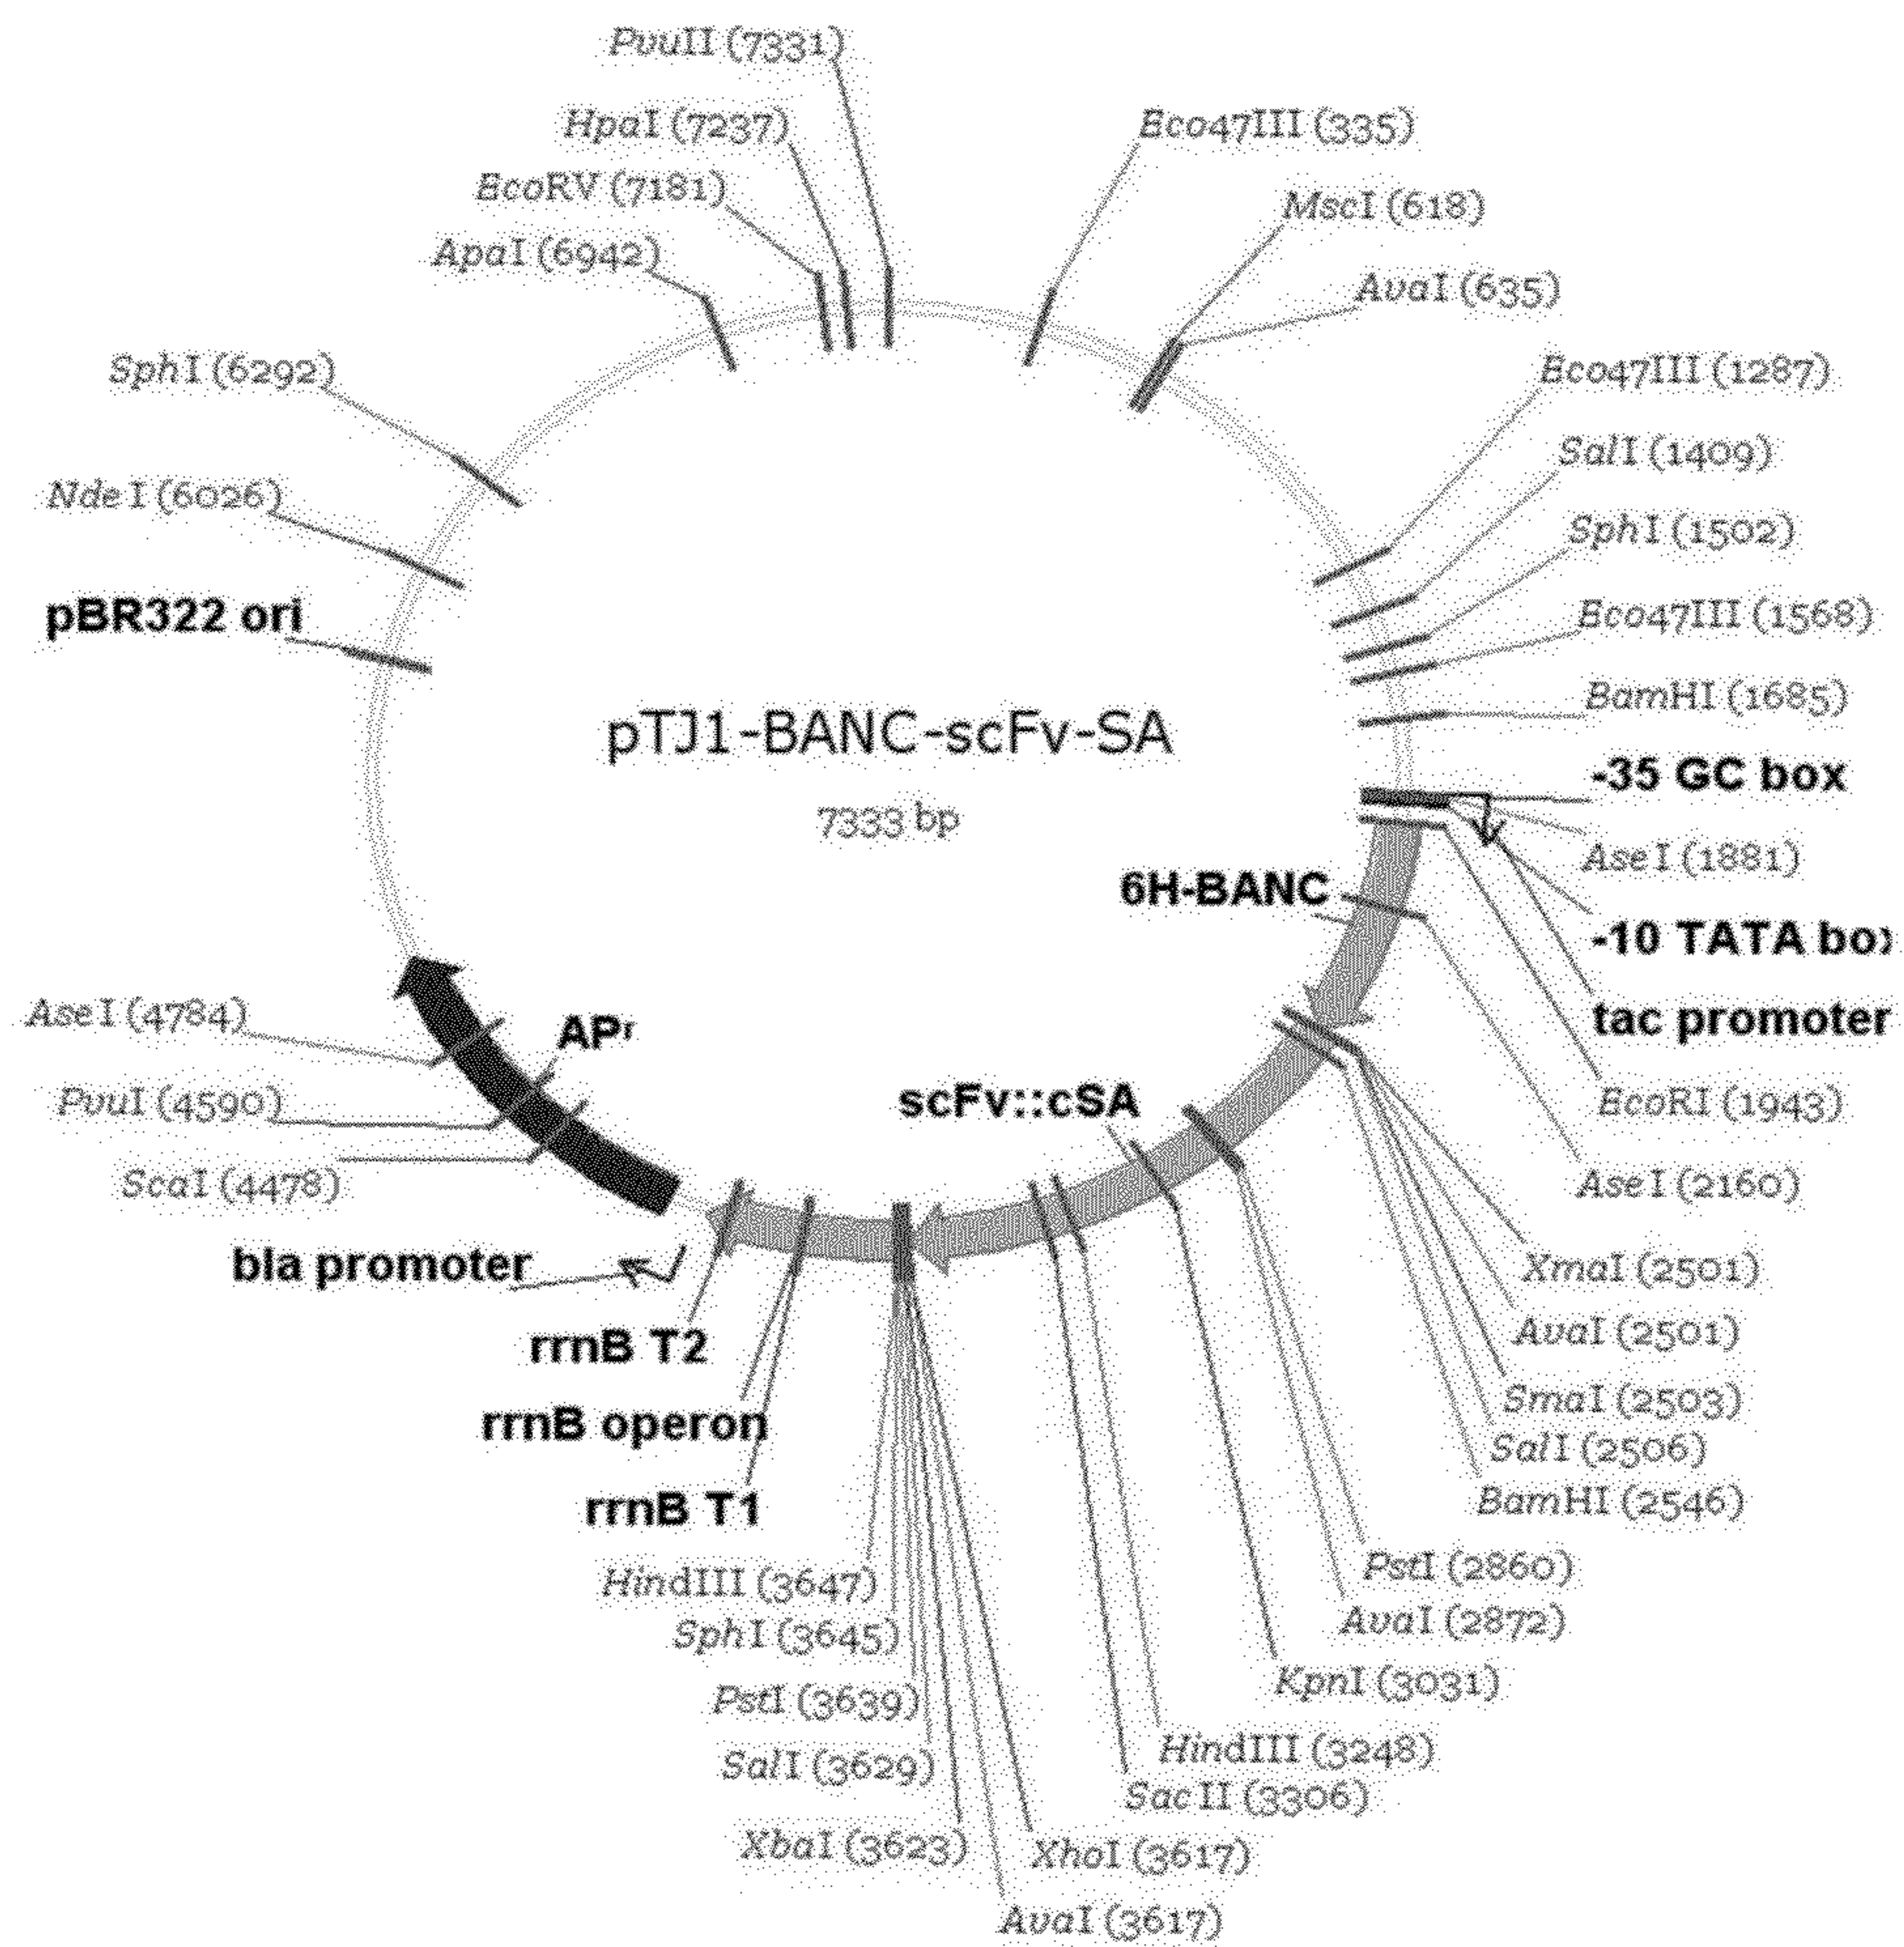 PvuII (7331)
HpaI (7237)
EcoRV (7181)
ApaI (6942)
SphI (6292)
NdeI (6026)
pBR322 ori
Eco47III (335)
MscI (618)
AvaI (635)
Eco47III (1287)
SalI (1409)
SphI (1502)
Eco47III (1568)
BamHI (1685)
-35 GC box
AseI (1881)
-10 TATA box
tac promoter
EcoRI (1943)
AseI (2160)
XmaI (2501)
AvaI (2501)
SmaI (2503)
SalI (2506)
BamHI (2546)
PstI (2860)
AvaI (2872)
KpnI (3031)
HindIII (3248)
SacII (3306)
XhoI (3617)
AvaI (3617)
XbaI (3623)
SalI (3629)
PstI (3639)
SphI (3645)
HindIII (3647)
rrnB T1
rrnB operon
rrnB T2
bla promoter
ScaI (4478)
PvuI (4590)
AseI (4784)
APr
6H-BANC
scFv::cSA
pTJ1-BANC-scFv-SA
7333 bp